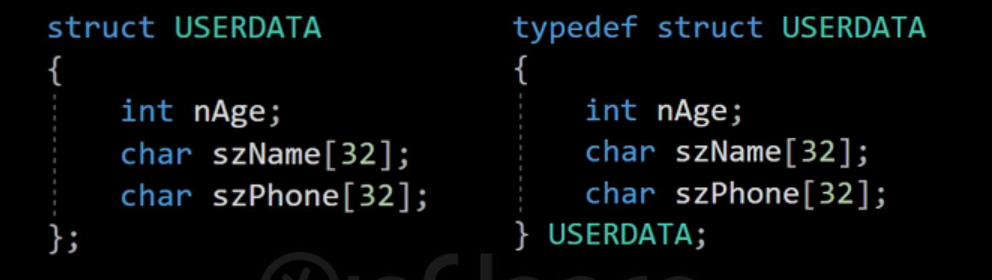 struct USERDATA
{
    int nAge;
    char szName[32];
    char szPhone[32];
};
typedef struct USERDATA
{
    int nAge;
    char szName[32];
    char szPhone[32];
} USERDATA;